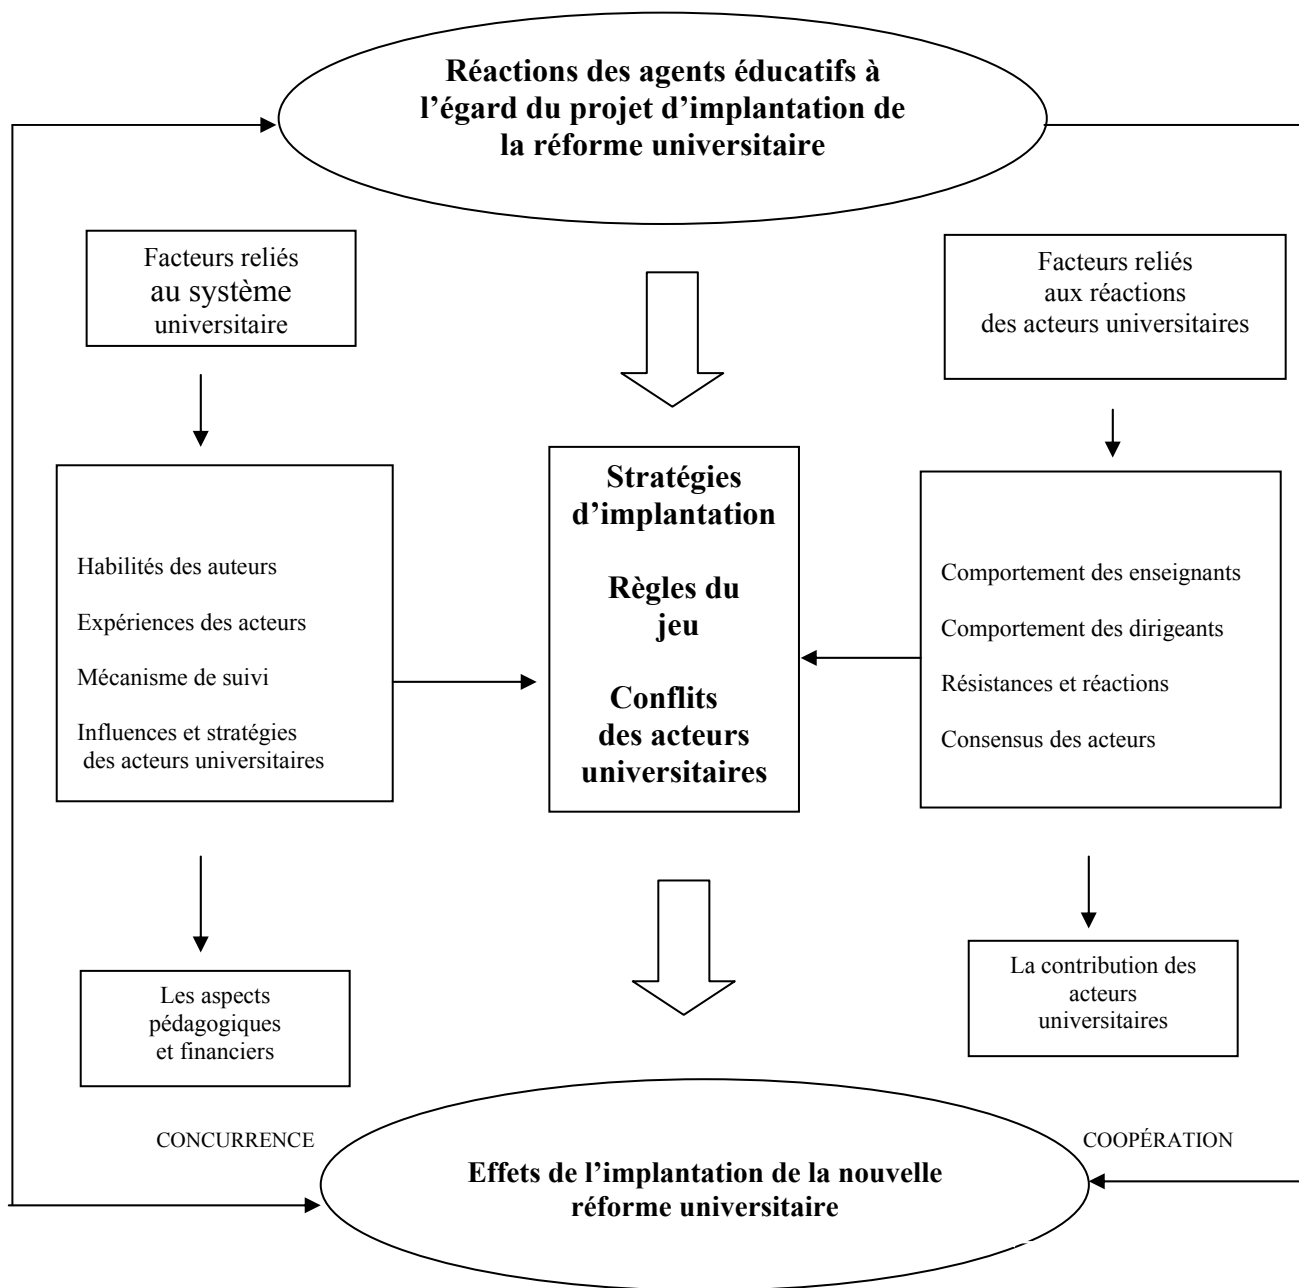 Réactions des agents éducatifs à
l’égard du projet d’implantation de
la réforme universitaire
Facteurs reliés
au système
universitaire
Facteurs reliés
aux réactions
des acteurs universitaires
Habilités des auteurs
Expériences des acteurs
Mécanisme de suivi
Influences et stratégies
des acteurs universitaires
Stratégies
d’implantation
Règles du
jeu
Conflits
des acteurs
universitaires
Comportement des enseignants
Comportement des dirigeants
Résistances et réactions
Consensus des acteurs
Les aspects
pédagogiques
et financiers
La contribution des
acteurs
universitaires
CONCURRENCE
COOPÉRATION
Effets de l’implantation de la nouvelle
réforme universitaire